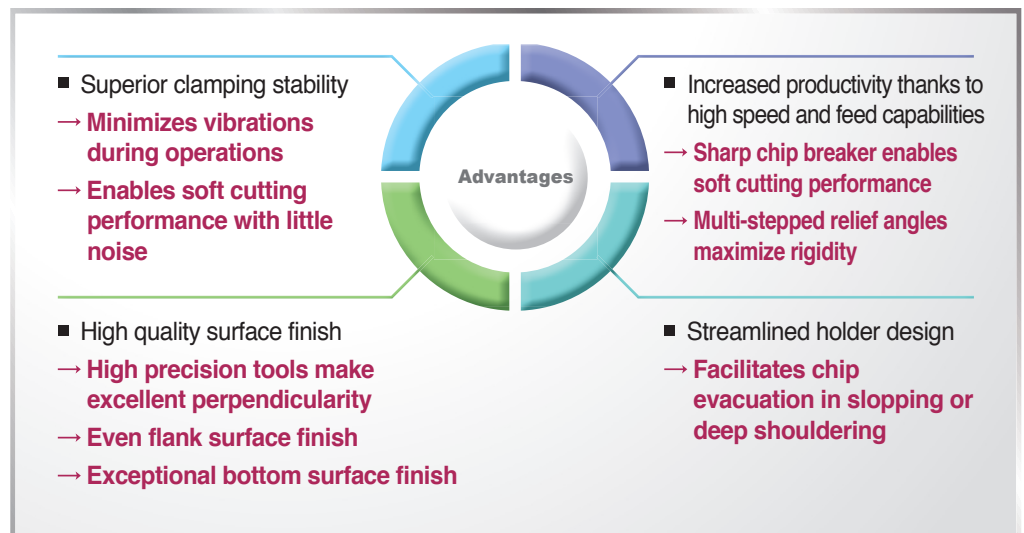 ■ Superior clamping stability
→ Minimizes vibrations
during operations
→ Enables soft cutting
performance with little
noise
Advantages
■ Increased productivity thanks to
high speed and feed capabilities
→ Sharp chip breaker enables
soft cutting performance
→ Multi-stepped relief angles
maximize rigidity
■ High quality surface finish
→ High precision tools make
excellent perpendicularity
→ Even flank surface finish
→ Exceptional bottom surface finish
■ Streamlined holder design
→ Facilitates chip
evacuation in slopping or
deep shouldering